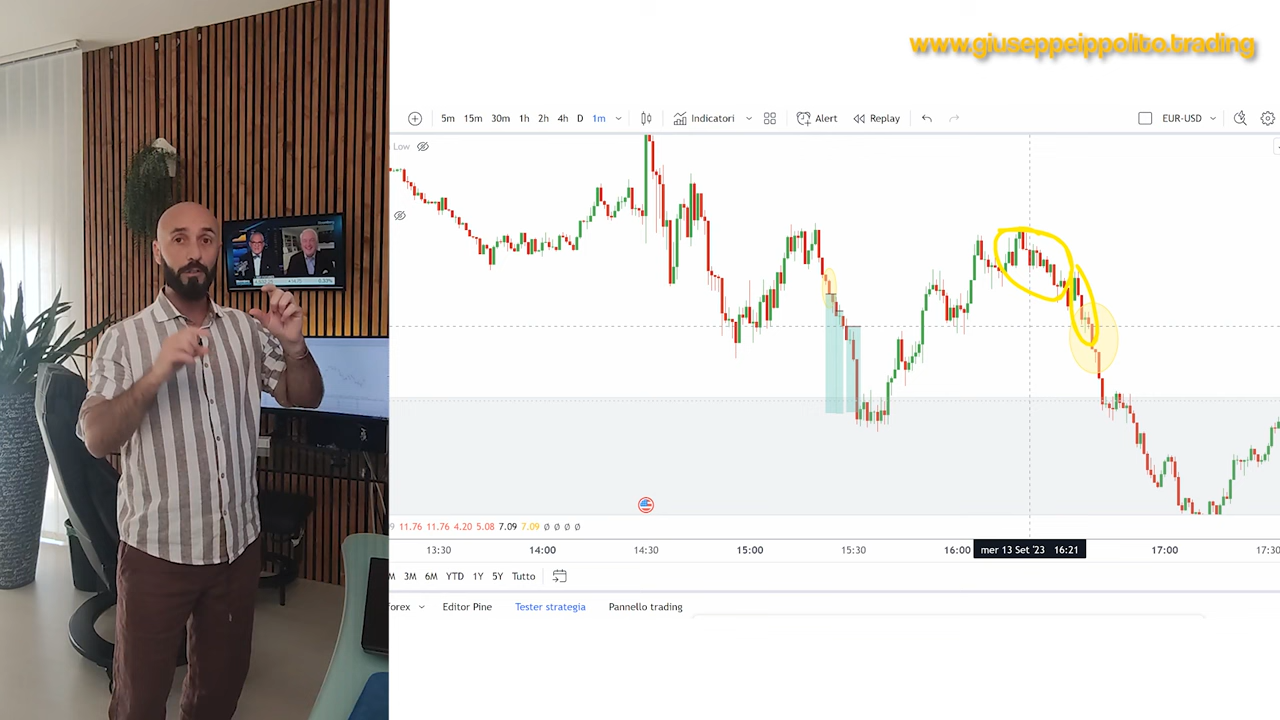 www.giuseppeippolito.trading
5m 15m 30m 1h 2h 4h D 1m Indicatori Alert Replay EUR-USD
Low
11.76 11.76 4.20 5.08 7.09 7.09 Ø Ø Ø Ø
13:30 14:00 14:30 15:00 15:30 16:00 mer 13 Set '23 16:21 17:00 17:30
M 3M 6M YTD 1Y 5Y Tutto
Forex Editor Pine Tester strategia Pannello trading